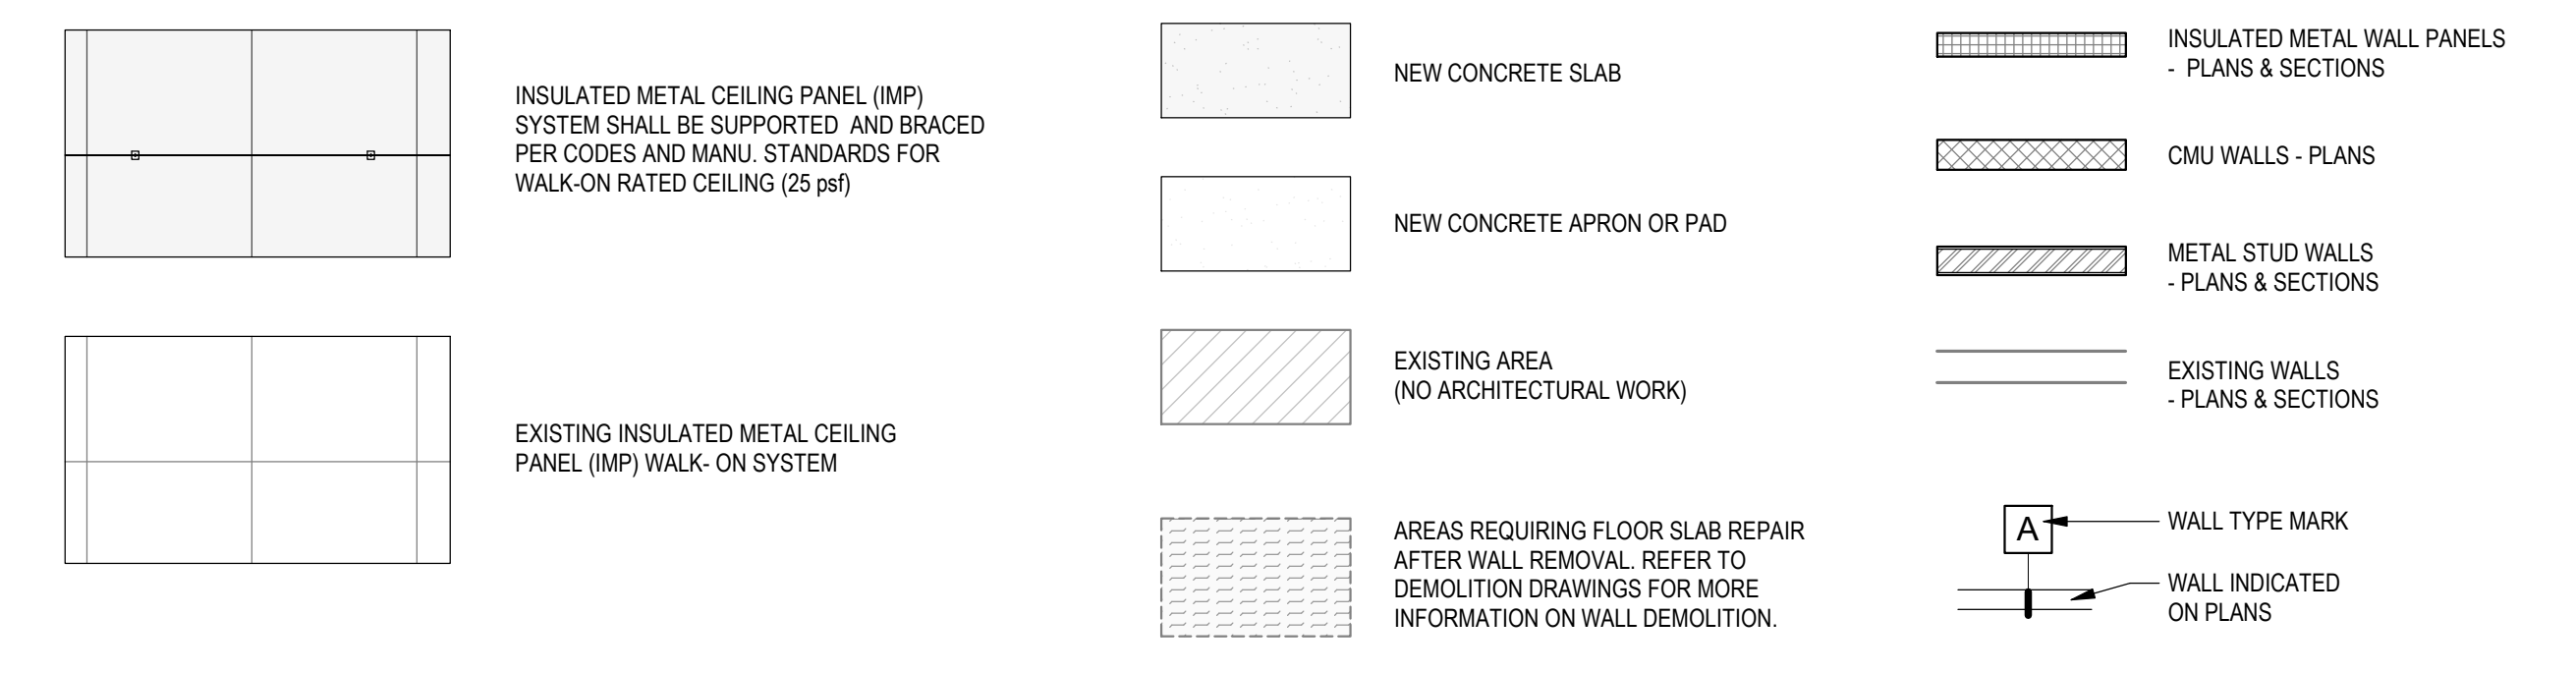 INSULATED METAL CEILING PANEL (IMP)
SYSTEM SHALL BE SUPPORTED AND BRACED
PER CODES AND MANU. STANDARDS FOR
WALK-ON RATED CEILING (25 psf)
EXISTING INSULATED METAL CEILING
PANEL (IMP) WALK- ON SYSTEM
NEW CONCRETE SLAB
NEW CONCRETE APRON OR PAD
EXISTING AREA
(NO ARCHITECTURAL WORK)
AREAS REQUIRING FLOOR SLAB REPAIR
AFTER WALL REMOVAL. REFER TO
DEMOLITION DRAWINGS FOR MORE
INFORMATION ON WALL DEMOLITION.
INSULATED METAL WALL PANELS
- PLANS & SECTIONS
CMU WALLS - PLANS
METAL STUD WALLS
- PLANS & SECTIONS
EXISTING WALLS
- PLANS & SECTIONS
A
WALL TYPE MARK
WALL INDICATED
ON PLANS